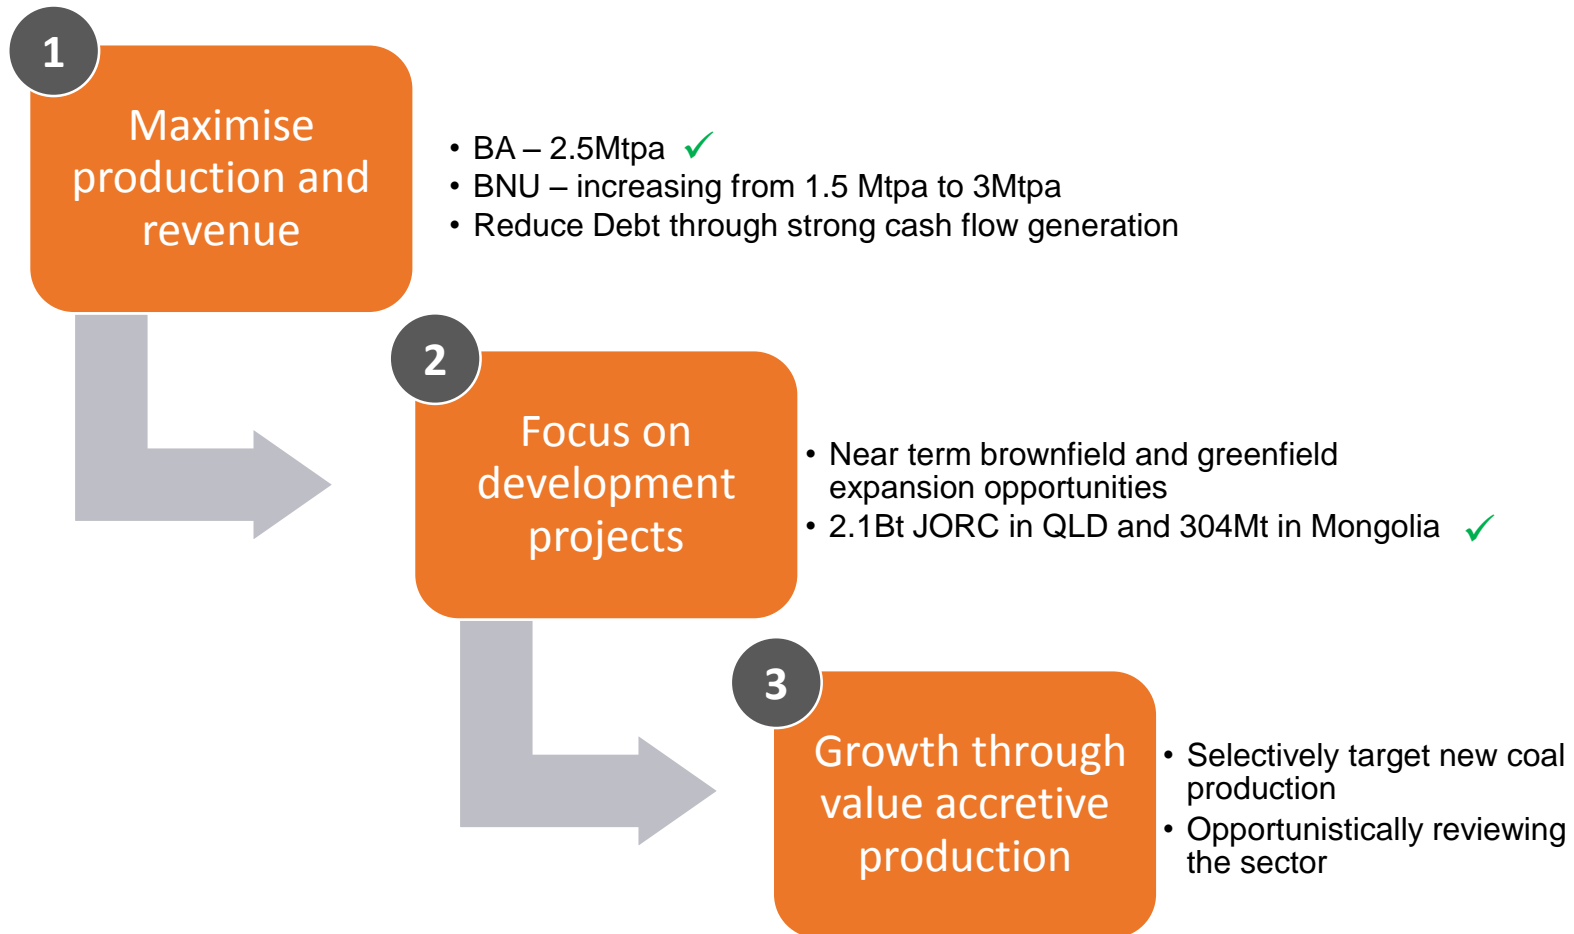 1
Maximise
production and
revenue
• BA – 2.5Mtpa ✓
• BNU – increasing from 1.5 Mtpa to 3Mtpa
• Reduce Debt through strong cash flow generation
2
Focus on
development
projects
• Near term brownfield and greenfield
expansion opportunities
• 2.1Bt JORC in QLD and 304Mt in Mongolia ✓
3
Growth through
value accretive
production
• Selectively target new coal
production
• Opportunistically reviewing
the sector